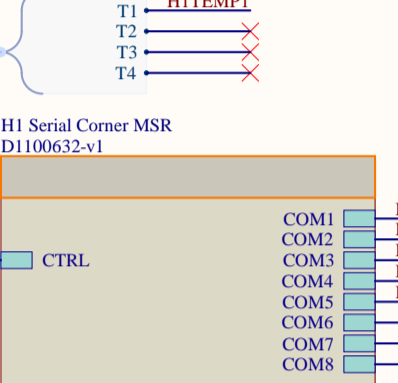 H1TEMP1
T1
T2
T3
T4
H1 Serial Corner MSR
D1100632-v1
COM1
COM2
CTRL COM3
COM4
COM5
COM6
COM7
COM8